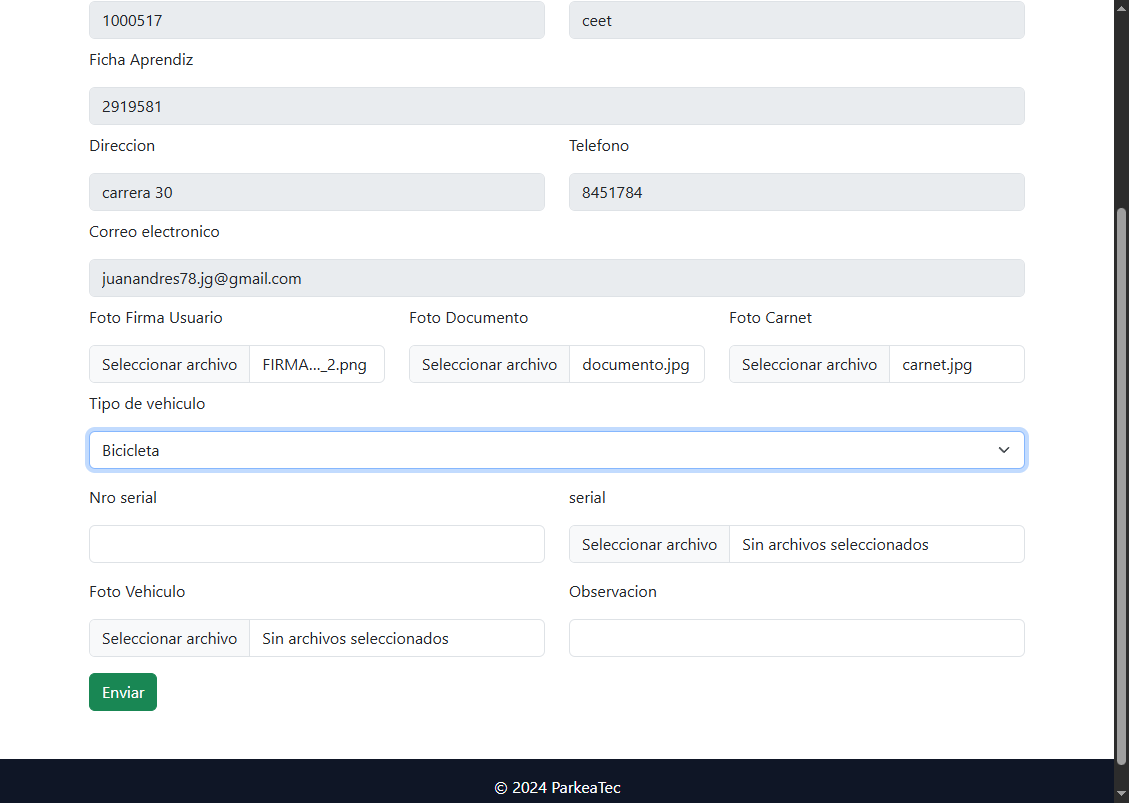 1000517 ceet
Ficha Aprendiz
2919581
Direccion Telefono
carrera 30 8451784
Correo electronico
juanandres78.jg@gmail.com
Foto Firma Usuario Foto Documento Foto Carnet
Seleccionar archivo FIRMA..._2.png Seleccionar archivo documento.jpg Seleccionar archivo carnet.jpg
Tipo de vehiculo
Bicicleta
Nro serial serial
Seleccionar archivo Sin archivos seleccionados
Foto Vehiculo Observacion
Seleccionar archivo Sin archivos seleccionados
Enviar
© 2024 ParkeaTec